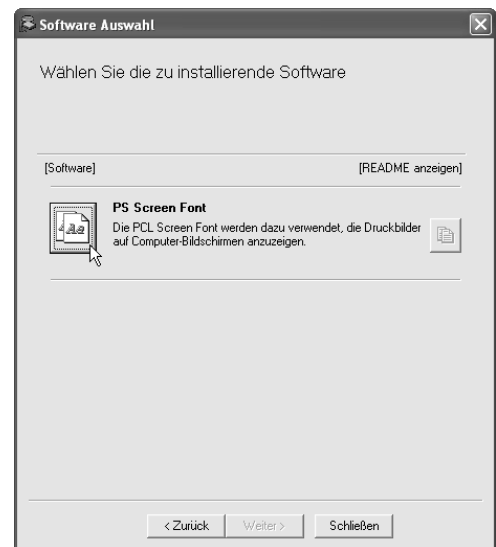 Software Auswahl
Wählen Sie die zu installierende Software
[Software] [README anzeigen]
PS Screen Font
Die PCL Screen Font werden dazu verwendet, die Druckbilder
auf Computer-Bildschirmen anzuzeigen.
Aa
< Zurück Weiter > Schließen